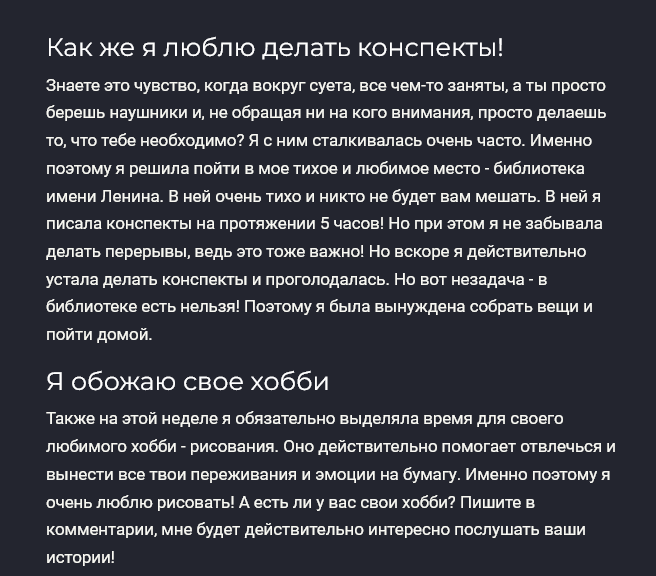 Как же я люблю делать конспекты!
Знаете это чувство, когда вокруг суета, все чем-то заняты, а ты просто
берешь наушники и, не обращая ни на кого внимания, просто делаешь
то, что тебе необходимо? Я с ним сталкивалась очень часто. Именно
поэтому я решила пойти в мое тихое и любимое место - библиотека
имени Ленина. В ней очень тихо и никто не будет вам мешать. В ней я
писала конспекты на протяжении 5 часов! Но при этом я не забывала
делать перерывы, ведь это тоже важно! Но вскоре я действительно
устала делать конспекты и проголодалась. Но вот незадача - в
библиотеке есть нельзя! Поэтому я была вынуждена собрать вещи и
пойти домой.
Я обожаю свое хобби
Также на этой неделе я обязательно выделяла время для своего
любимого хобби - рисования. Оно действительно помогает отвлечься и
вынести все твои переживания и эмоции на бумагу. Именно поэтому я
очень люблю рисовать! А есть ли у вас свои хобби? Пишите в
комментарии, мне будет действительно интересно послушать ваши
истории!